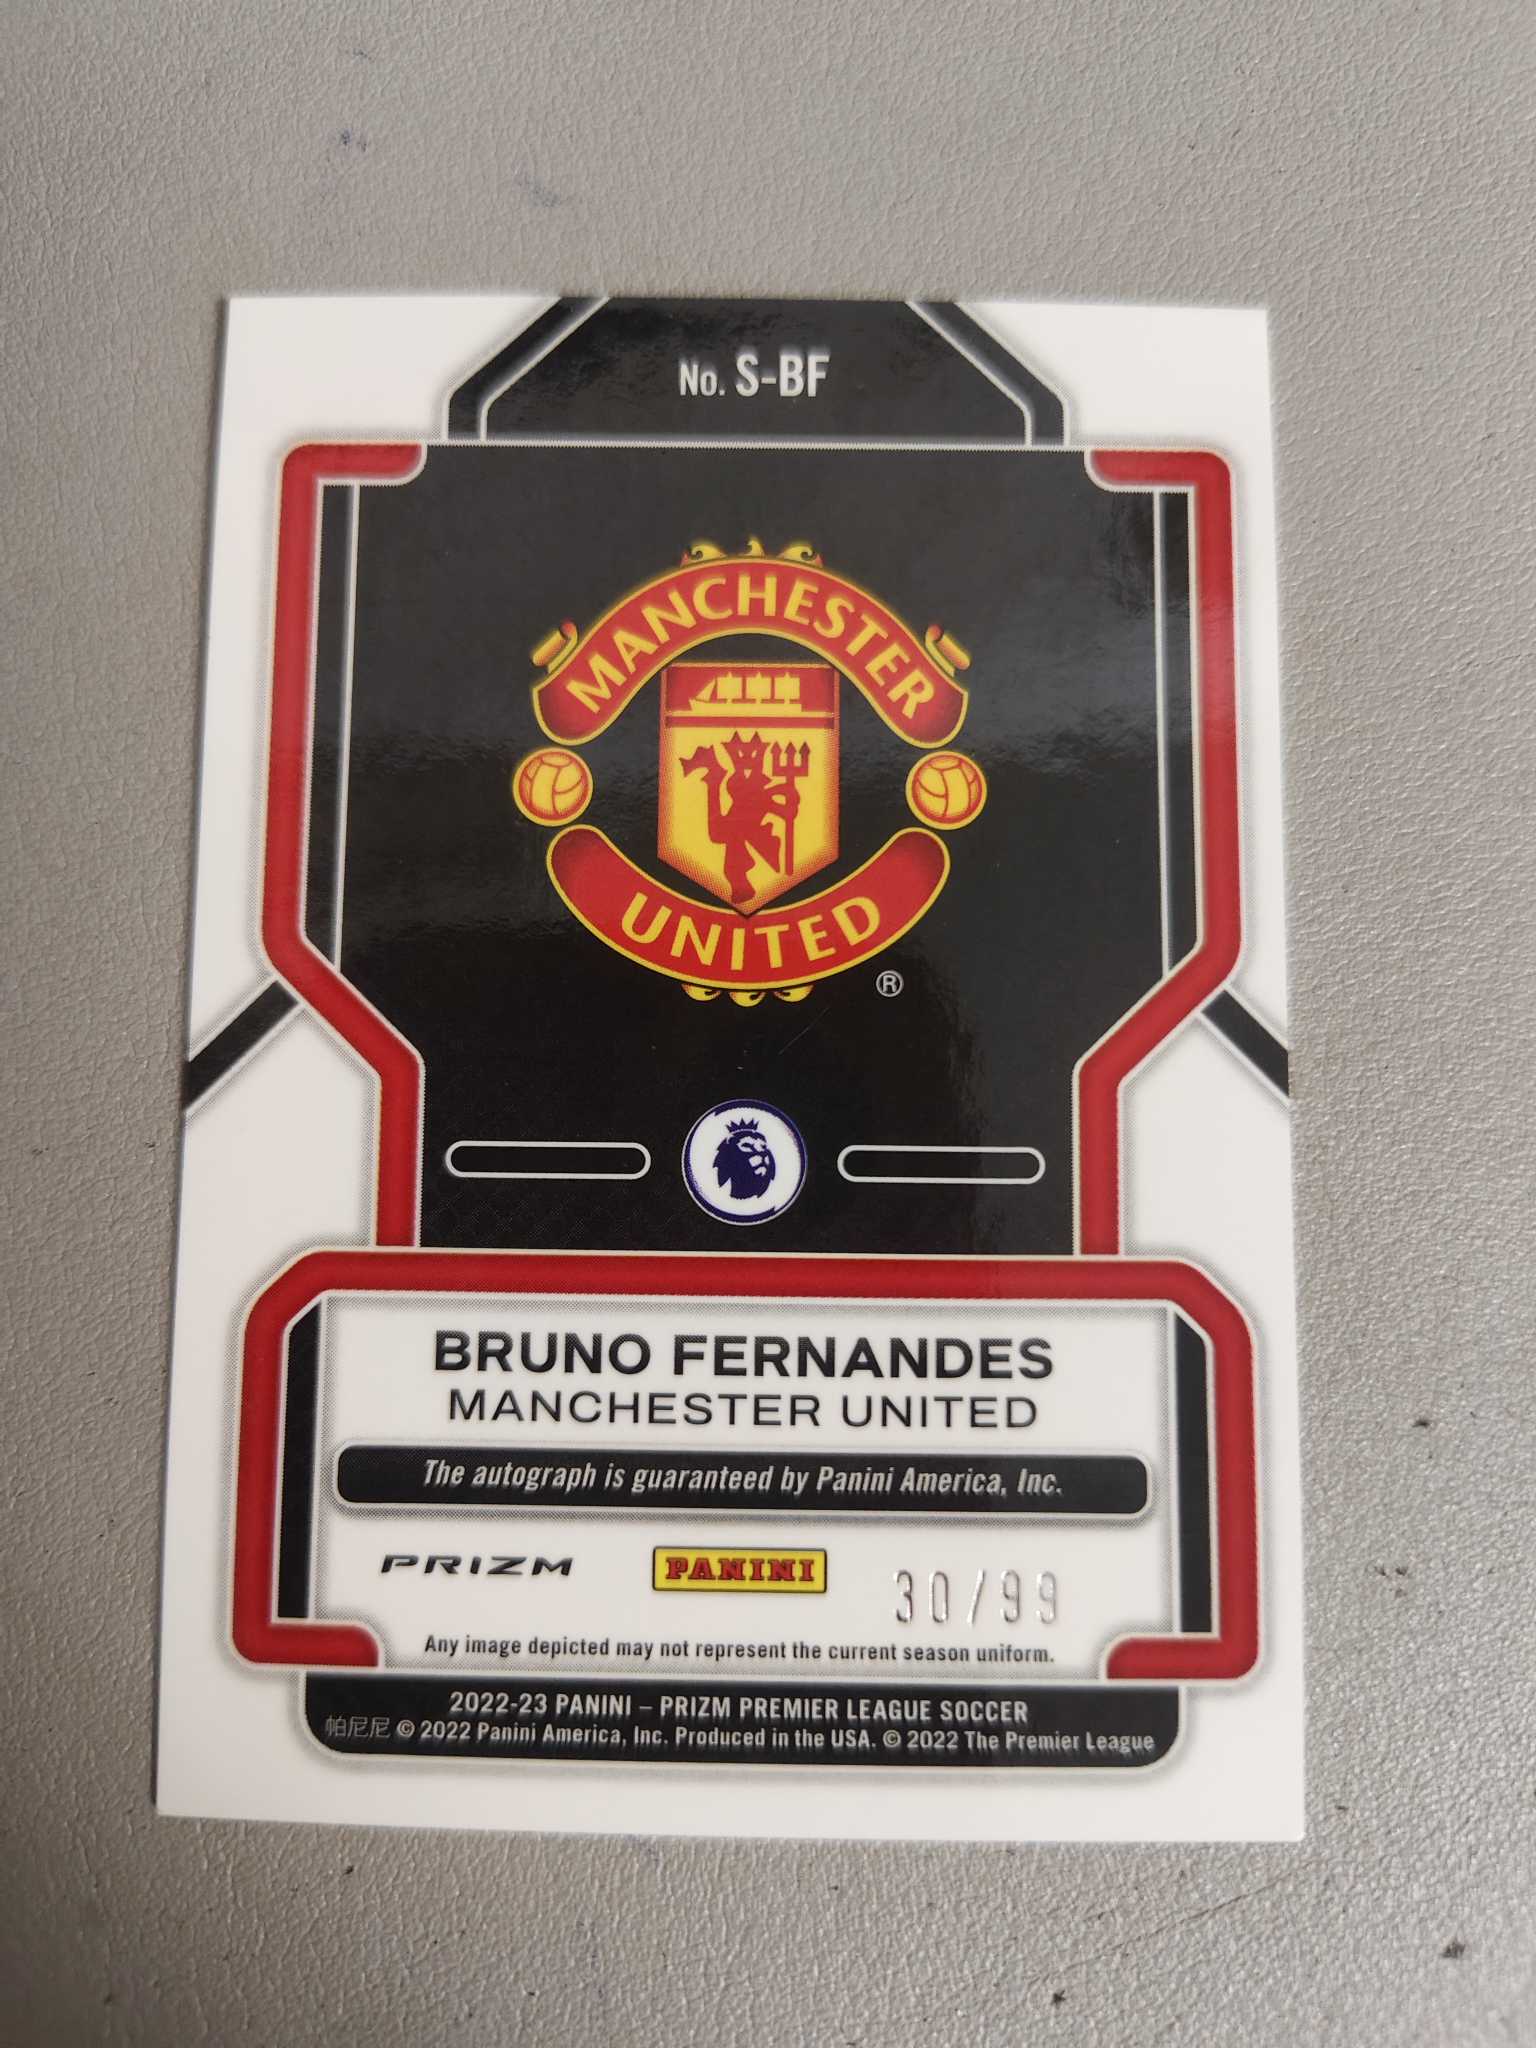 No. S-BF
MANCHESTER
UNITED
®
BRUNO FERNANDES
MANCHESTER UNITED
The autograph is guaranteed by Panini America, Inc.
PRIZM PANINI 30/99
Any image depicted may not represent the current season uniform.
2022-23 PANINI – PRIZM PREMIER LEAGUE SOCCER
帕尼尼 © 2022 Panini America, Inc. Produced in the USA. © 2022 The Premier League